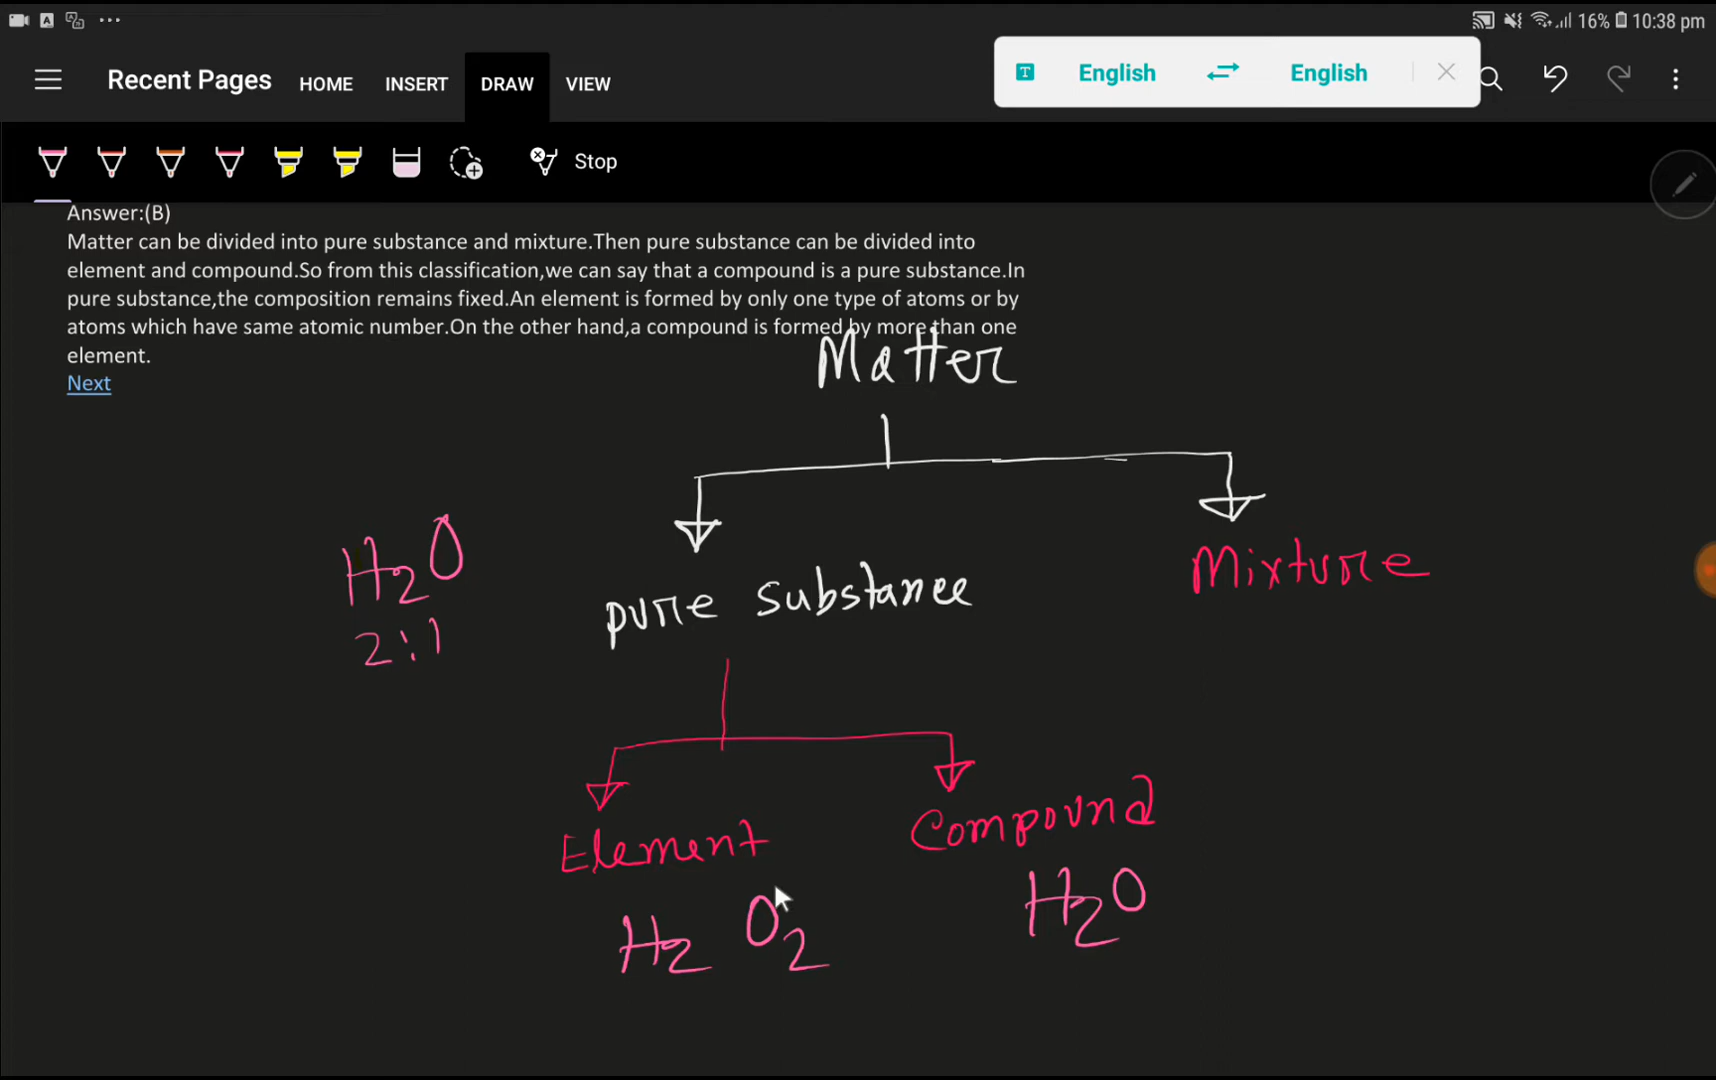 16% 10:38 pm
Recent Pages HOME INSERT DRAW VIEW
English English
Stop
Answer:(B)
Matter can be divided into pure substance and mixture.Then pure substance can be divided into
element and compound.So from this classification,we can say that a compound is a pure substance.In
pure substance,the composition remains fixed.An element is formed by only one type of atoms or by
atoms which have same atomic number.On the other hand,a compound is formed by more than one
element.
Next
Matter
H2O
2:1
pure substance
Mixture
Element
Compound
H2 O2
H2O